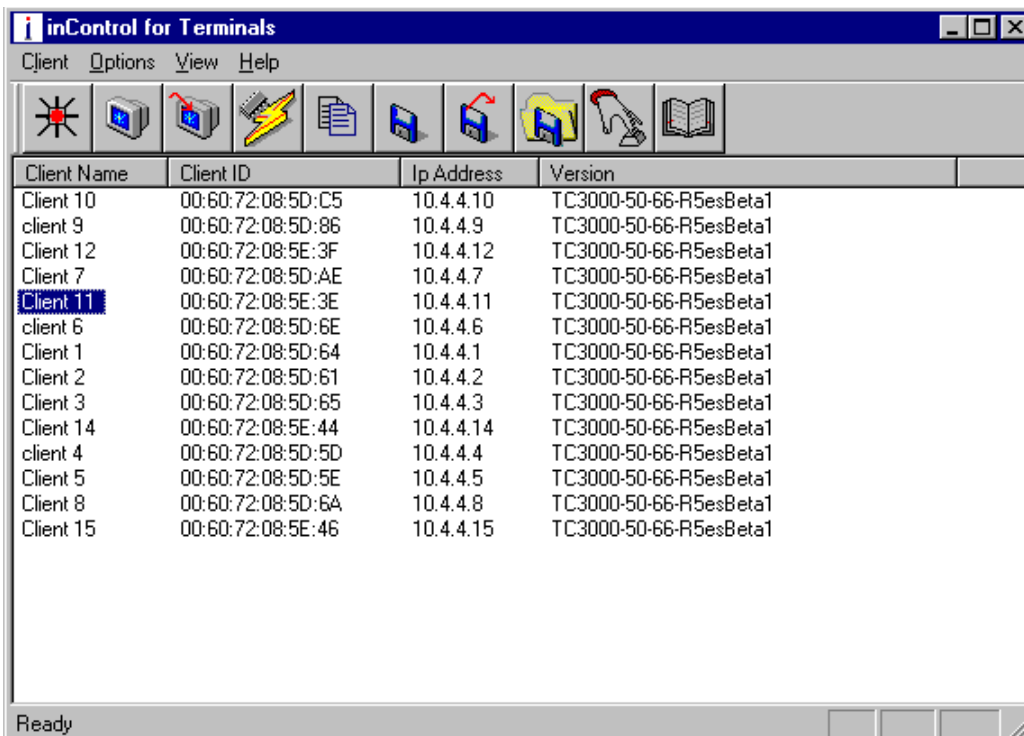 inControl for Terminals
Client Options View Help
Client Name Client ID Ip Address Version
Client 10 00:60:72:08:5D:C5 10.4.4.10 TC3000-50-66-R5esBeta1
client 9 00:60:72:08:5D:86 10.4.4.9 TC3000-50-66-R5esBeta1
Client 12 00:60:72:08:5E:3F 10.4.4.12 TC3000-50-66-R5esBeta1
Client 7 00:60:72:08:5D:AE 10.4.4.7 TC3000-50-66-R5esBeta1
Client 11 00:60:72:08:5E:3E 10.4.4.11 TC3000-50-66-R5esBeta1
client 6 00:60:72:08:5D:6E 10.4.4.6 TC3000-50-66-R5esBeta1
Client 1 00:60:72:08:5D:64 10.4.4.1 TC3000-50-66-R5esBeta1
Client 2 00:60:72:08:5D:61 10.4.4.2 TC3000-50-66-R5esBeta1
Client 3 00:60:72:08:5D:65 10.4.4.3 TC3000-50-66-R5esBeta1
Client 14 00:60:72:08:5E:44 10.4.4.14 TC3000-50-66-R5esBeta1
client 4 00:60:72:08:5D:5D 10.4.4.4 TC3000-50-66-R5esBeta1
Client 5 00:60:72:08:5D:5E 10.4.4.5 TC3000-50-66-R5esBeta1
Client 8 00:60:72:08:5D:6A 10.4.4.8 TC3000-50-66-R5esBeta1
Client 15 00:60:72:08:5E:46 10.4.4.15 TC3000-50-66-R5esBeta1
Ready